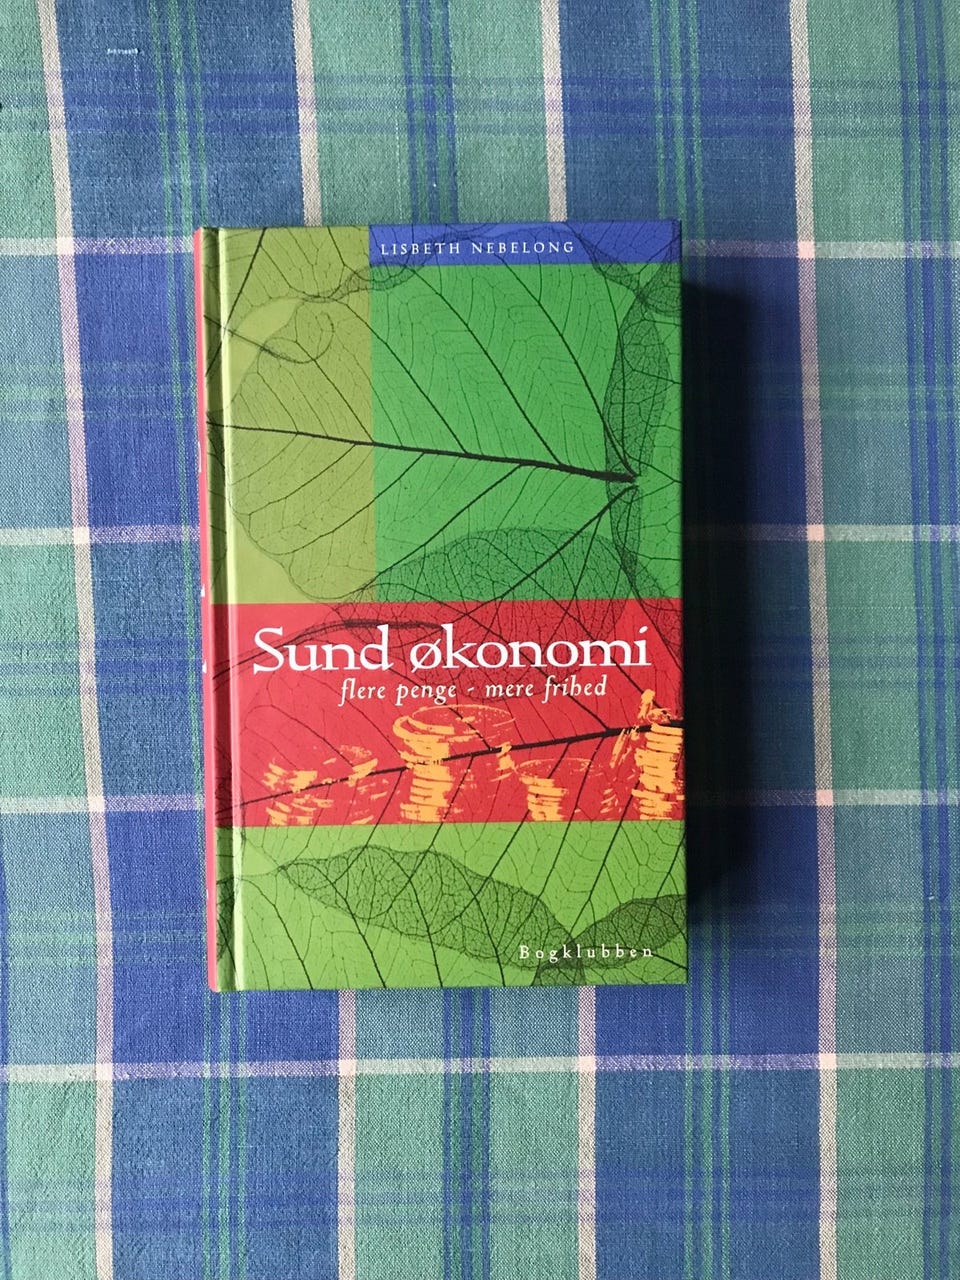 LISBETH NEBELONG
Sund økonomi
flere penge - mere frihed
Bogklubben